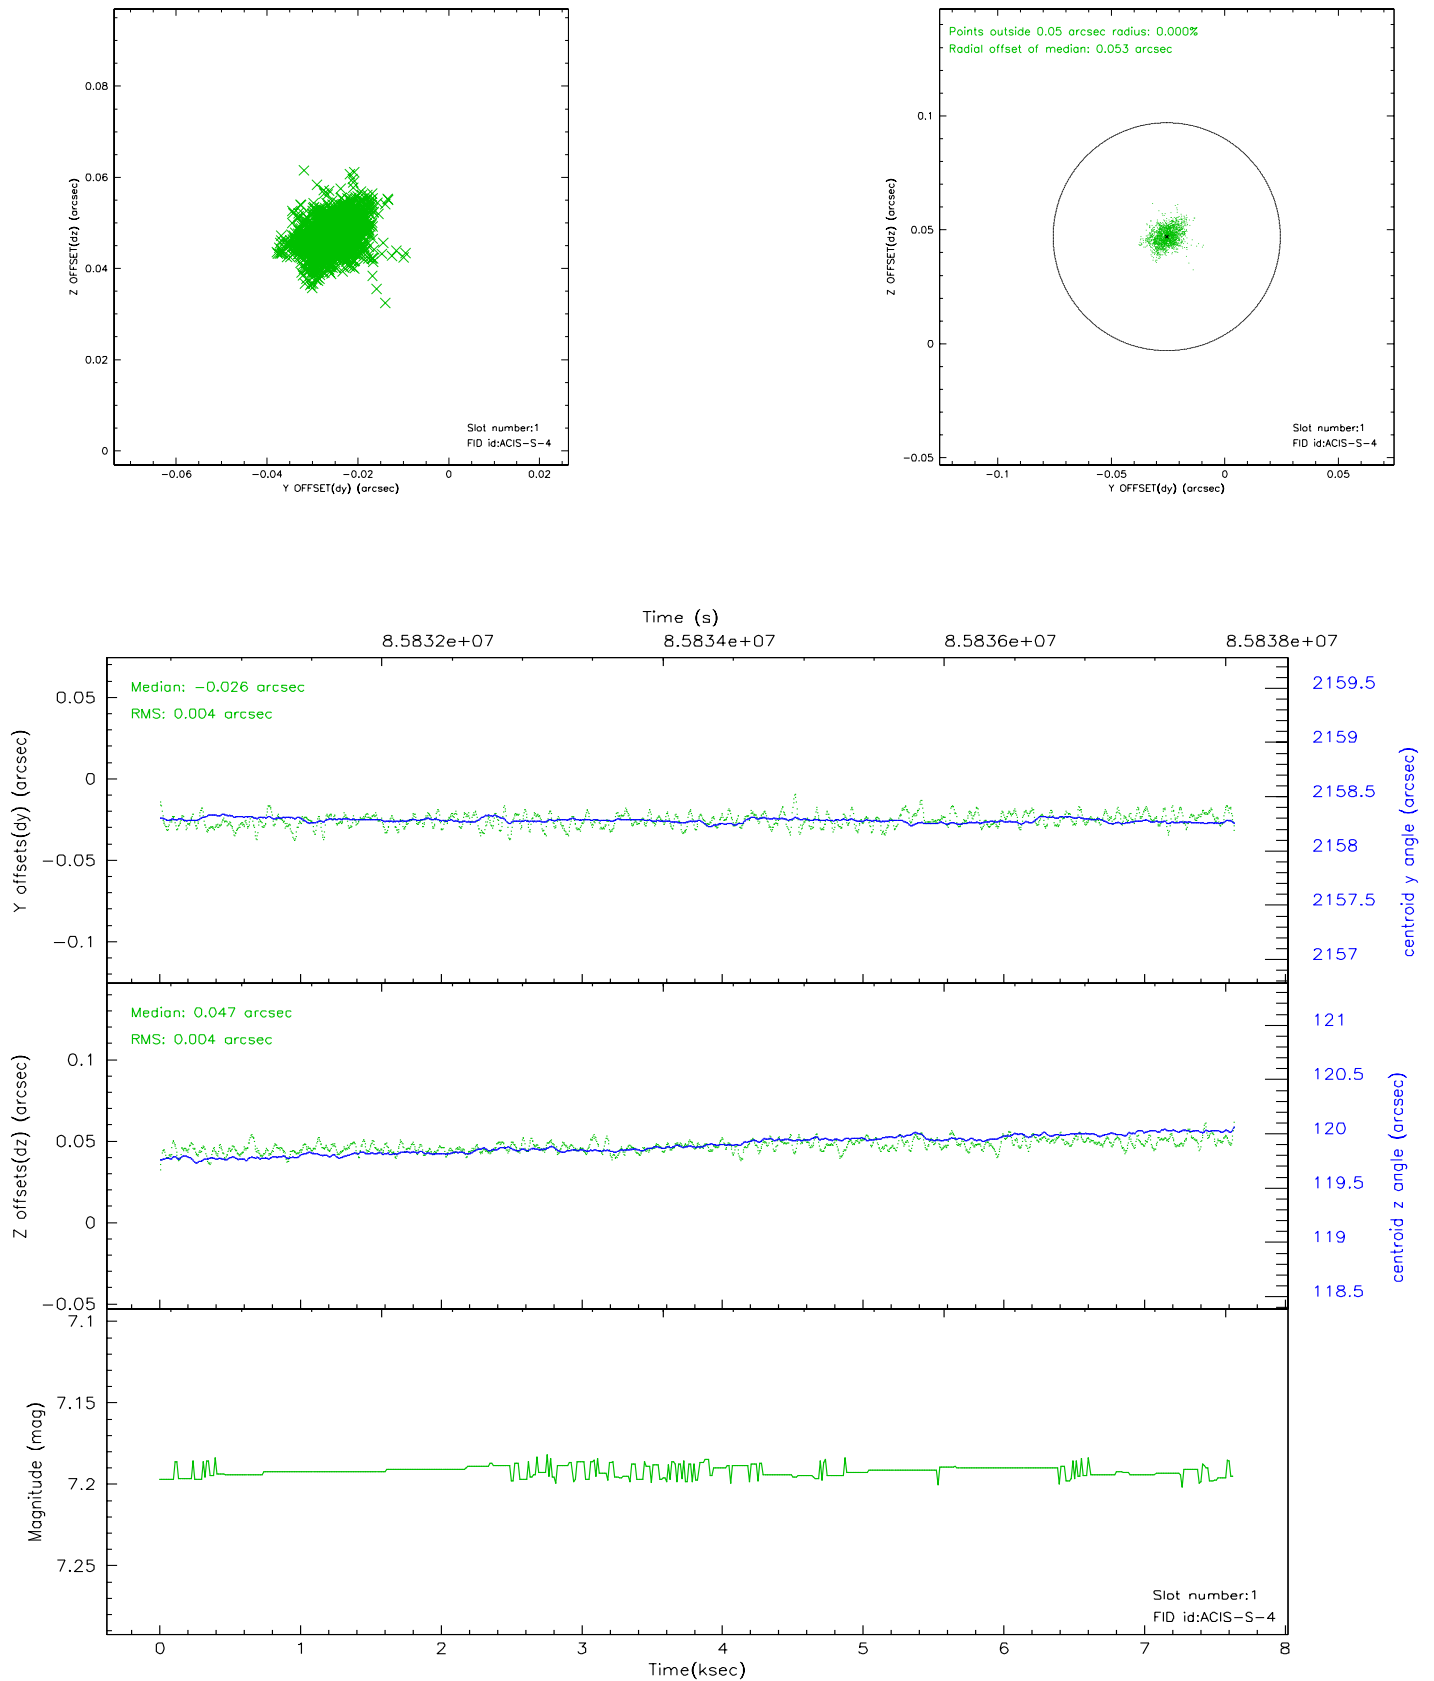 0.08
0.06
0.04
0.02
0
Z OFFSET(dz) (arcsec)
Slot number:1
FID id:ACIS-S-4
-0.06 -0.04 -0.02 0 0.02
Y OFFSET(dy) (arcsec)
Points outside 0.05 arcsec radius: 0.000%
Radial offset of median: 0.053 arcsec
0.1
0.05
0
-0.05
Z OFFSET(dz) (arcsec)
Slot number:1
FID id:ACIS-S-4
-0.1 -0.05 0 0.05
Y OFFSET(dy) (arcsec)
Time (s)
8.5832e+07 8.5834e+07 8.5836e+07 8.5838e+07
Median: -0.026 arcsec
RMS: 0.004 arcsec
0.05
0
-0.05
-0.1
Y offsets(dy) (arcsec)
2159.5
2159
2158.5
2158
2157.5
2157
centroid y angle (arcsec)
Median: 0.047 arcsec
RMS: 0.004 arcsec
0.1
0.05
0
-0.05
Z offsets(dz) (arcsec)
121
120.5
120
119.5
119
118.5
centroid z angle (arcsec)
7.1
7.15
7.2
7.25
Magnitude (mag)
Slot number:1
FID id:ACIS-S-4
0 1 2 3 4 5 6 7 8
Time(ksec)